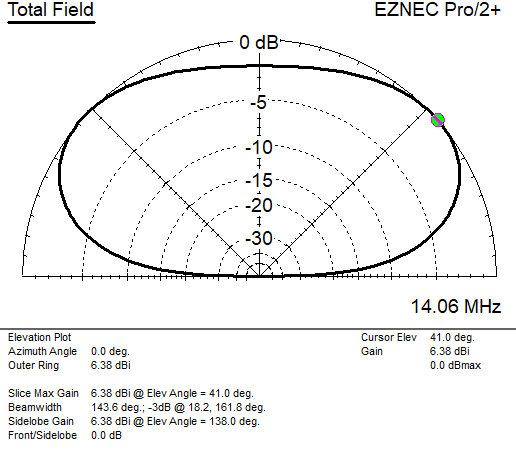 Total Field
EZNEC Pro/2+
0 dB
-5
-10
-15
-20
-30
14.06 MHz
Elevation Plot
Azimuth Angle 0.0 deg.
Outer Ring 6.38 dBi
Cursor Elev 41.0 deg.
Gain 6.38 dBi
0.0 dBmax
Slice Max Gain 6.38 dBi @ Elev Angle = 41.0 deg.
Beamwidth 143.6 deg.; -3dB @ 18.2, 161.8 deg.
Sidelobe Gain 6.38 dBi @ Elev Angle = 138.0 deg.
Front/Sidelobe 0.0 dB